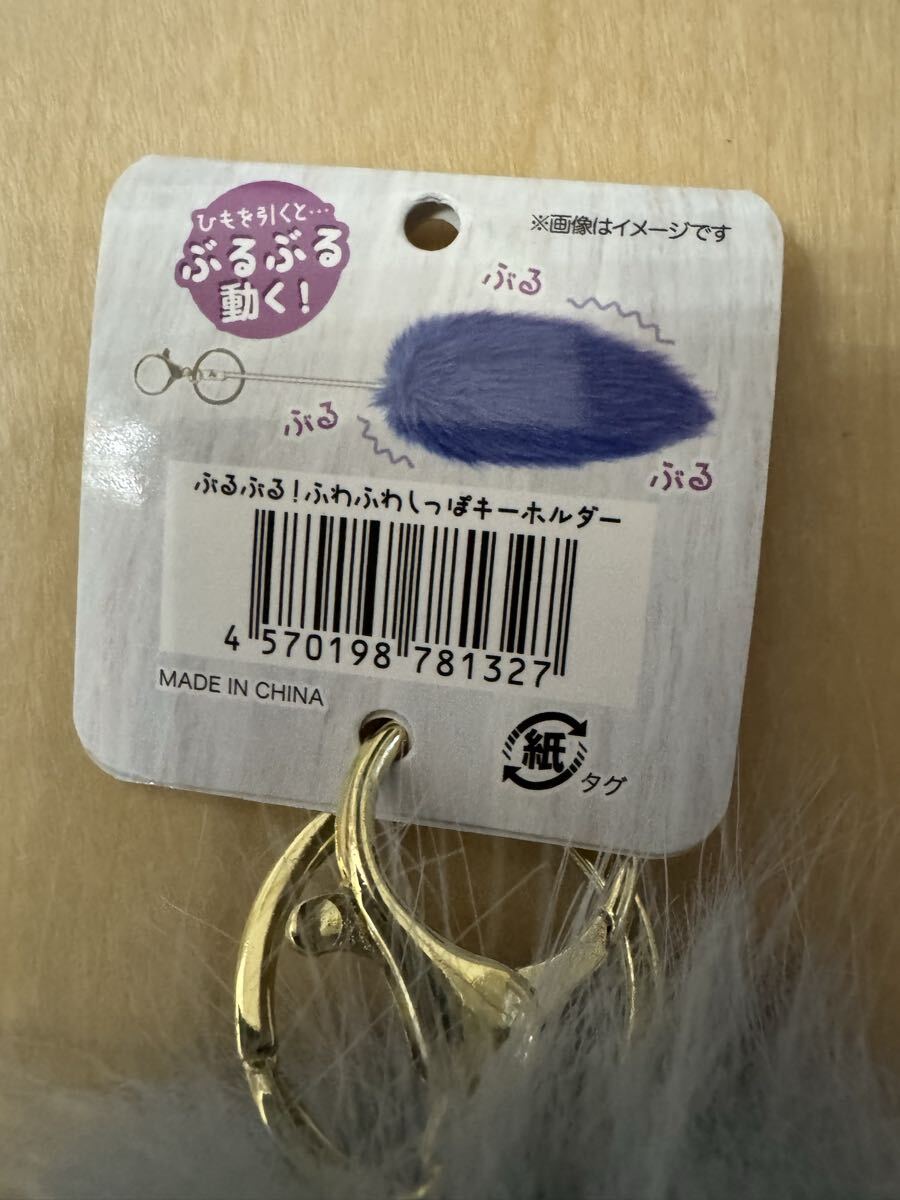 ひもを引くと…
ぶるぶる
動く!
※画像はイメージです
ぶる
ぶる
ぶる
ぶるぶる!ふわふわしっぽキーホルダー
4 570198 781327
MADE IN CHINA
紙
タグ